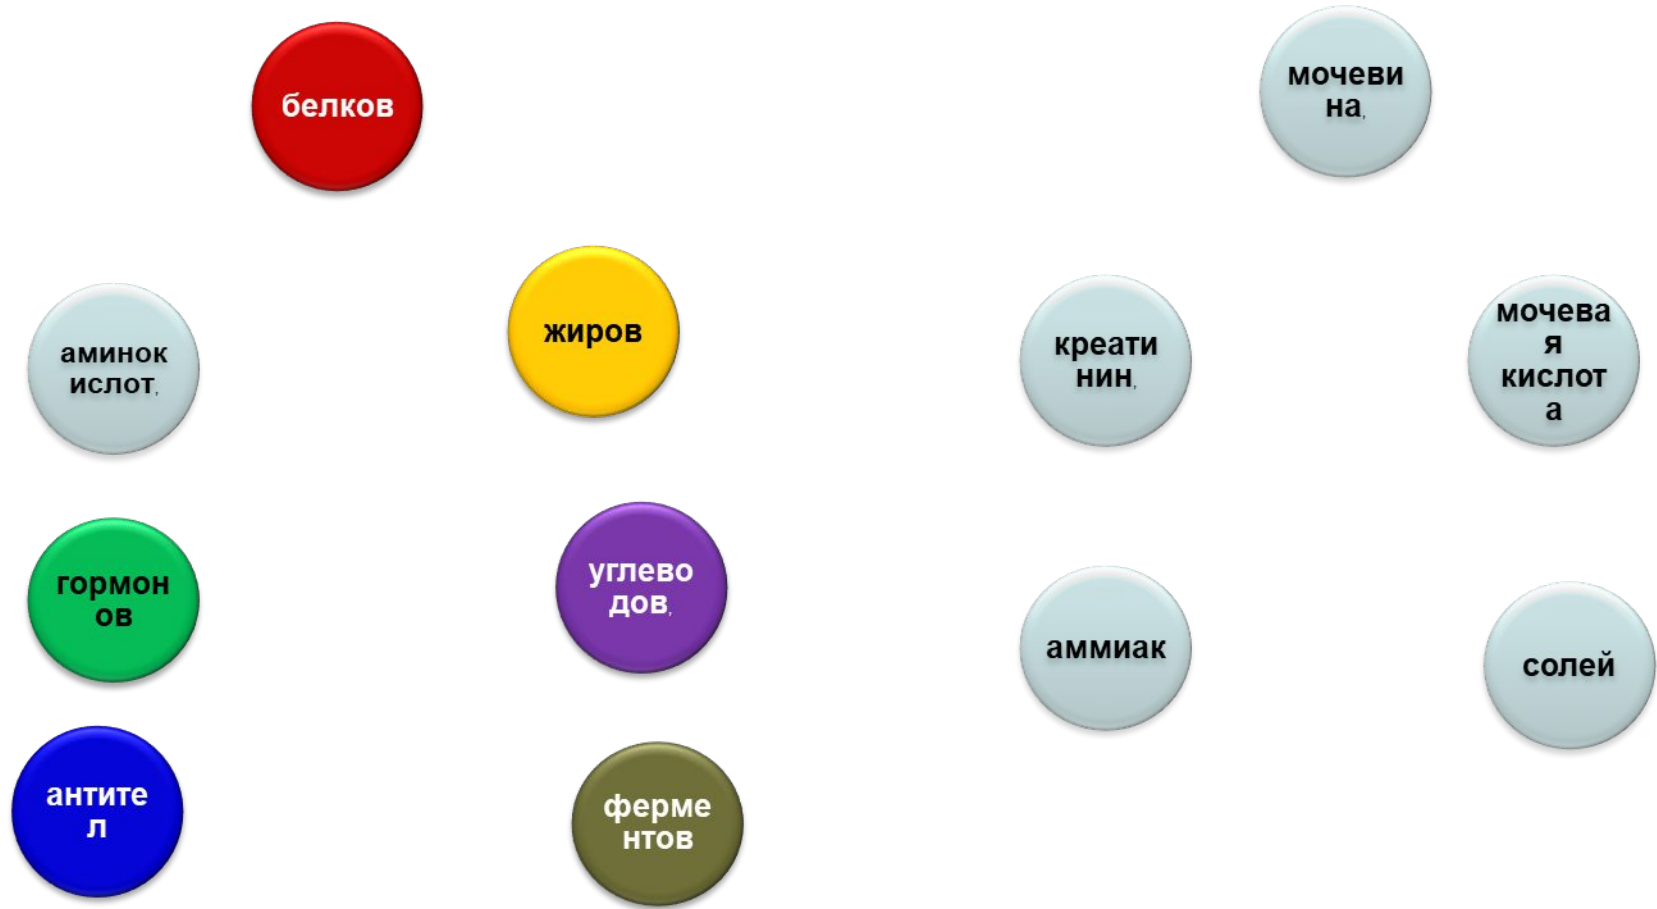 белков
мочеви
на,
аминок
ислот,
жиров
креати
нин,
мочева
я
кислот
а
гормон
ов
углево
дов,
аммиак
солей
антите
л
ферме
нтов